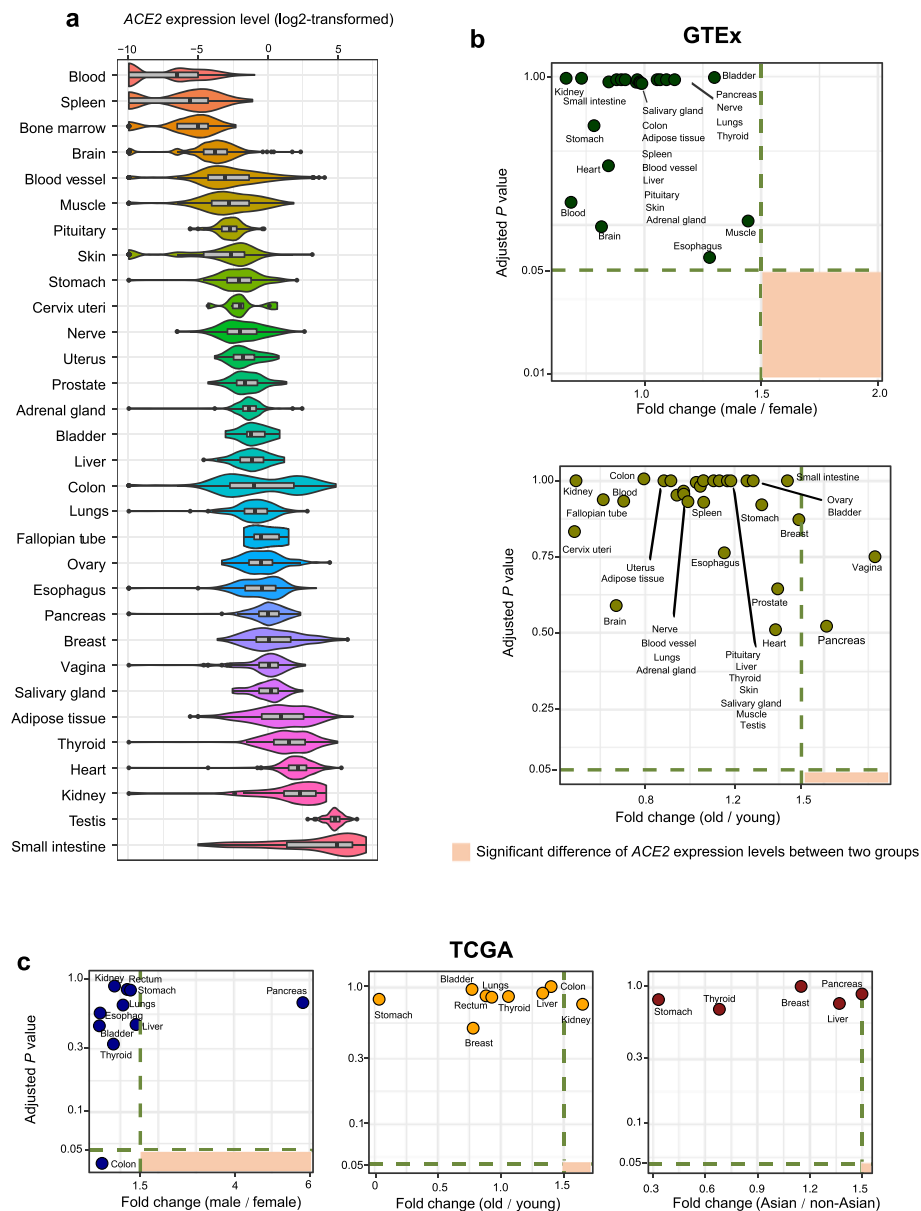 a
ACE2 expression level (log2-transformed)
−10 −5 0 5
Blood
Spleen
Bone marrow
Brain
Blood vessel
Muscle
Pituitary
Skin
Stomach
Cervix uteri
Nerve
Uterus
Prostate
Adrenal gland
Bladder
Liver
Colon
Lungs
Fallopian tube
Ovary
Esophagus
Pancreas
Breast
Vagina
Salivary gland
Adipose tissue
Thyroid
Heart
Kidney
Testis
Small intestine
b
GTEx
Adjusted P value
1.00
0.05
0.01
Kidney
Small intestine
Bladder
Pancreas
Nerve
Lungs
Thyroid
Salivary gland
Colon
Adipose tissue
Spleen
Blood vessel
Liver
Pituitary
Skin
Adrenal gland
Stomach
Heart
Blood
Brain
Muscle
Esophagus
1.0 1.5 2.0
Fold change (male / female)
Adjusted P value
1.00
0.75
0.50
0.25
0.05
Kidney
Colon
Small intestine
Fallopian tube
Blood
Spleen
Stomach
Ovary
Bladder
Breast
Cervix uteri
Uterus
Adipose tissue
Esophagus
Vagina
Brain
Prostate
Nerve
Blood vessel
Lungs
Adrenal gland
Heart
Pancreas
Pituitary
Liver
Thyroid
Skin
Salivary gland
Muscle
Testis
0.8 1.2 1.5
Fold change (old / young)
Significant difference of ACE2 expression levels between two groups
c
TCGA
Adjusted P value
1.0
0.3
0.1
0.05
Kidney
Rectum
Stomach
Lungs
Esophag
Liver
Bladder
Thyroid
Pancreas
Colon
1.5 4 6
Fold change (male / female)
1.0
0.3
0.1
0.05
Stomach
Bladder
Lungs
Rectum
Thyroid
Colon
Liver
Kidney
Breast
0 0.5 1.0 1.5
Fold change (old / young)
1.0
0.3
0.1
0.05
Stomach
Thyroid
Breast
Pancreas
Liver
0.3 0.6 0.9 1.2 1.5
Fold change (Asian / non-Asian)